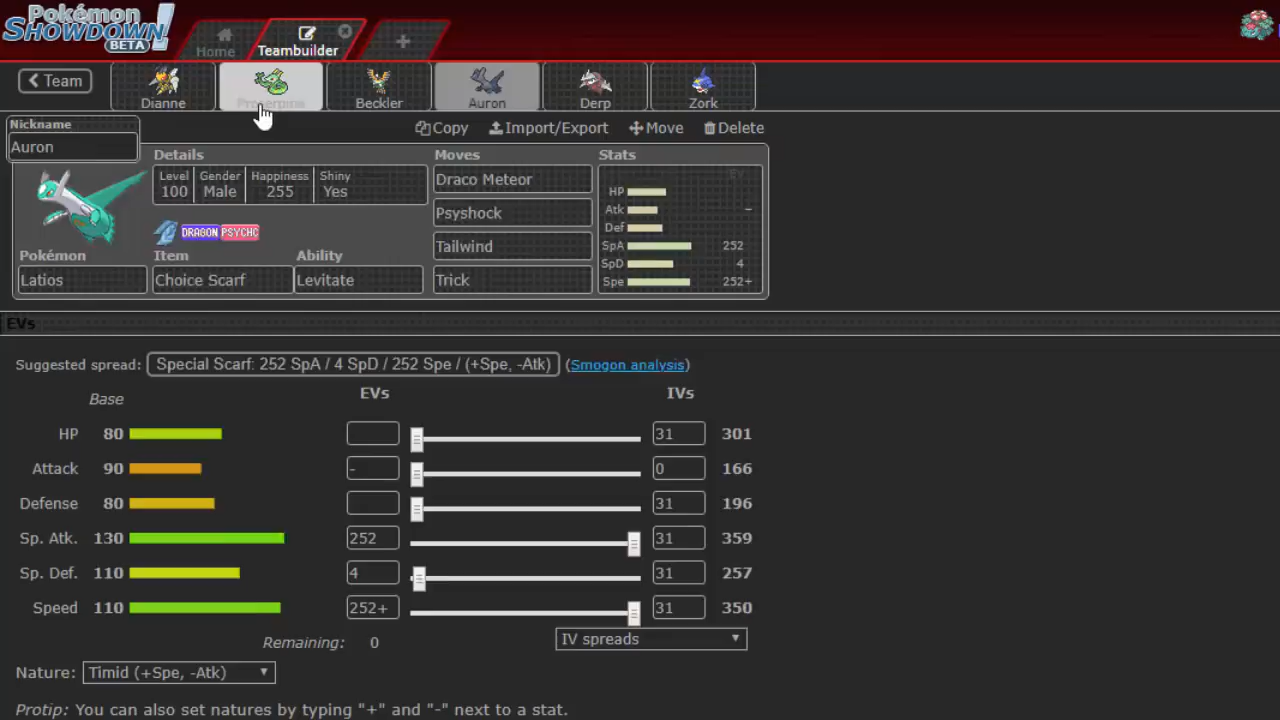 Pokémon
SHOWDOWN!
BETA
Home
Teambuilder
+
< Team
Dianne
Proserpina
Beckler
Auron
Derp
Zork
Nickname
Auron
Copy
Import/Export
Move
Delete
Details
Level
100
Gender
Male
Happiness
255
Shiny
Yes
DRAGON
PSYCHC
Pokémon
Latios
Item
Choice Scarf
Ability
Levitate
Moves
Draco Meteor
Psyshock
Tailwind
Trick
Stats
EV
HP
Atk -
Def
SpA 252
SpD 4
Spe 252+
EVs
Suggested spread: Special Scarf: 252 SpA / 4 SpD / 252 Spe / (+Spe, -Atk) (Smogon analysis)
Base EVs IVs
HP 80 31 301
Attack 90 - 0 166
Defense 80 31 196
Sp. Atk. 130 252 31 359
Sp. Def. 110 4 31 257
Speed 110 252+ 31 350
Remaining: 0 IV spreads
Nature: Timid (+Spe, -Atk)
Protip: You can also set natures by typing "+" and "-" next to a stat.